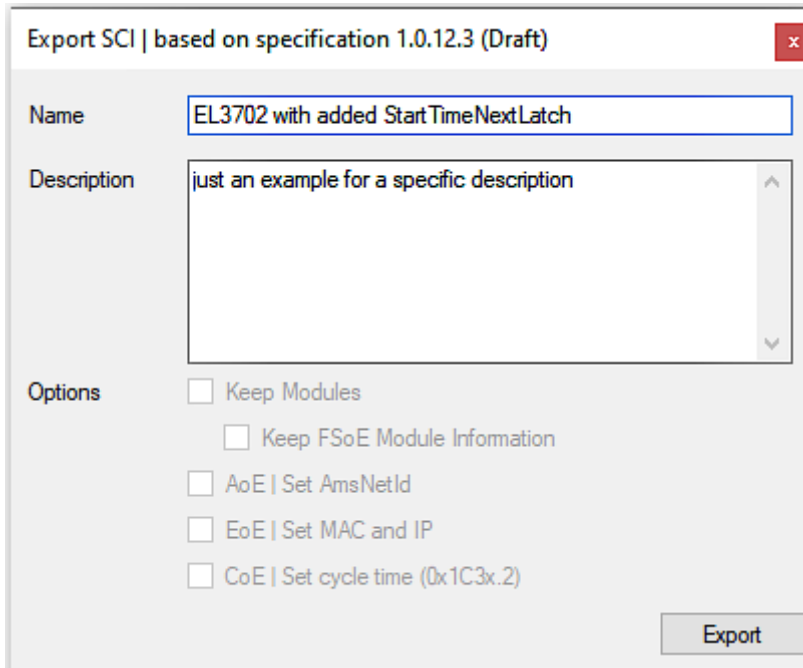 Export SCI | based on specification 1.0.12.3 (Draft)
x
Name EL3702 with added StartTimeNextLatch
Description just an example for a specific description
Options Keep Modules
Keep FSoE Module Information
AoE | Set AmsNetId
EoE | Set MAC and IP
CoE | Set cycle time (0x1C3x.2)
Export